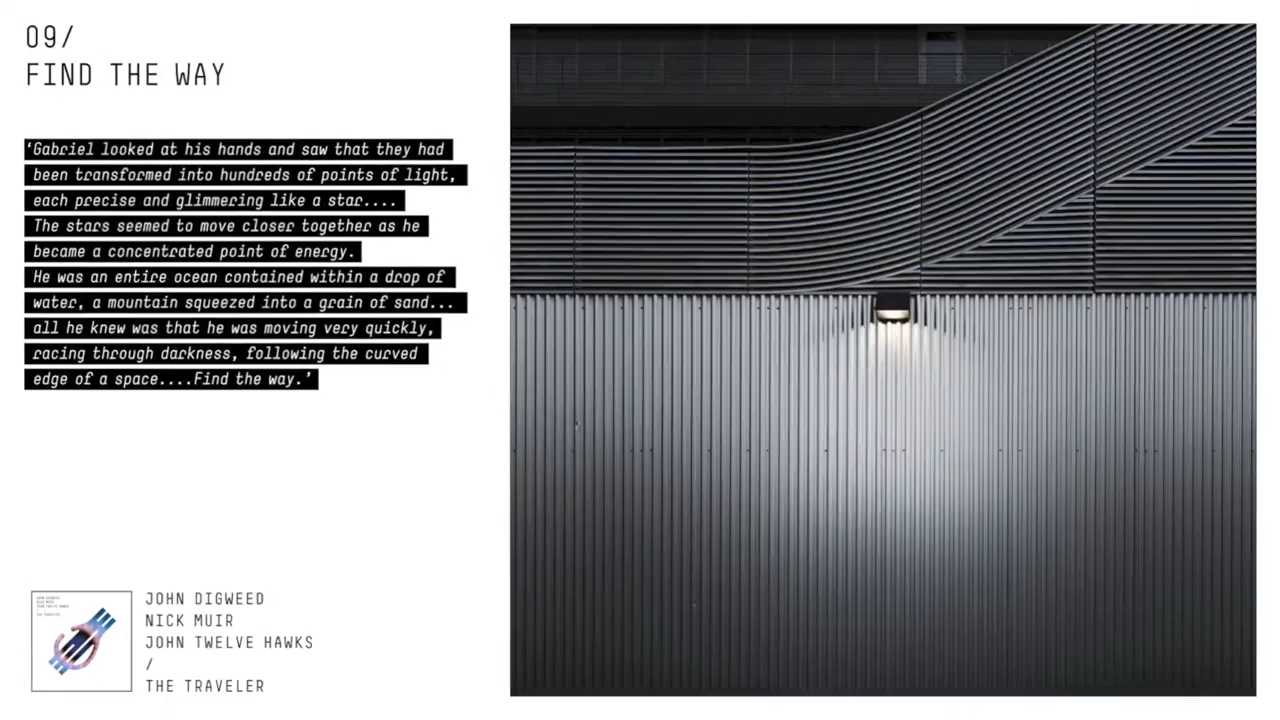 09/
FIND THE WAY
‘Gabriel looked at his hands and saw that they had
been transformed into hundreds of points of light,
each precise and glimmering like a star....
The stars seemed to move closer together as he
became a concentrated point of energy.
He was an entire ocean contained within a drop of
water, a mountain squeezed into a grain of sand...
all he knew was that he was moving very quickly,
racing through darkness, following the curved
edge of a space....Find the way.’
JOHN DIGWEED
NICK MUIR
JOHN TWELVE HAWKS
/
THE TRAVELER